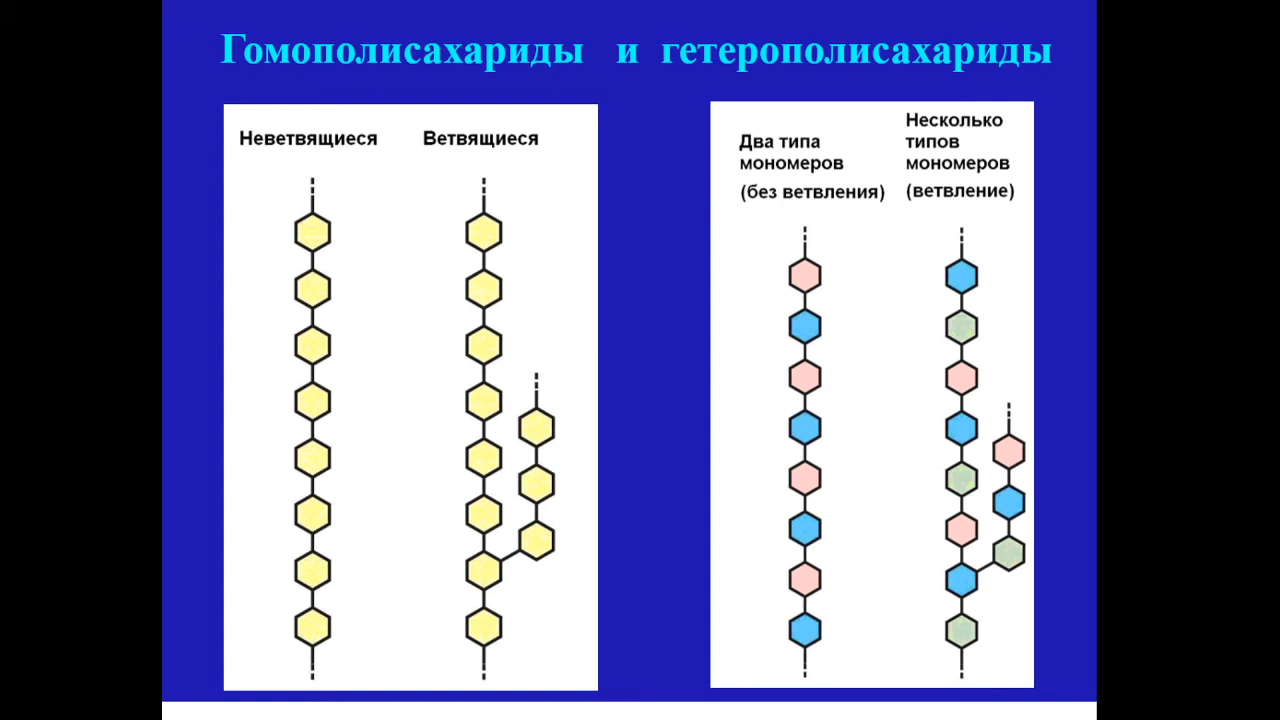 Гомополисахариды и гетерополисахариды
Неветвящиеся
Ветвящиеся
Два типа
мономеров
(без ветвления)
Несколько
типов
мономеров
(ветвление)